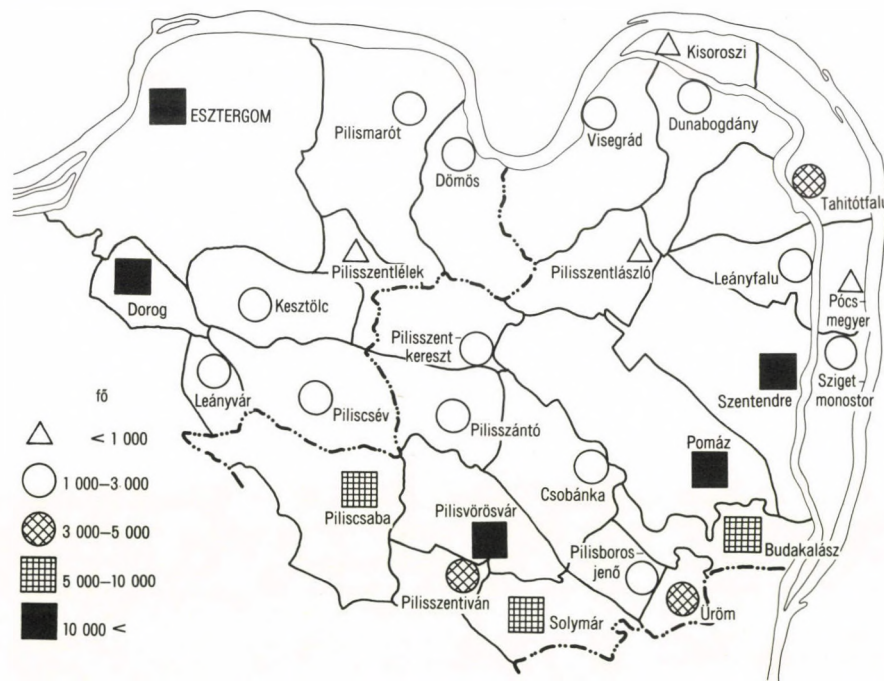 Kisoroszi
ESZTERGOM
Pilismarót
Visegrád
Dunabogdány
Dömös
Tahitótfalu
Pilisszentlélek
Pilisszentlászló
Leányfalu
Dorog
Kesztölc
Pócs-
megyer
Pilisszent-
kereszt
Leányvár
Piliscsév
Szentendre
Sziget-
monostor
fő
Pilisszántó
< 1 000
Pomáz
1 000–3 000
Csobánka
Piliscsaba
Pilisvörösvár
3 000–5 000
Pilisboros-
jenő
Budakalász
5 000–10 000
Pilisszentiván
Solymár
Üröm
10 000 <